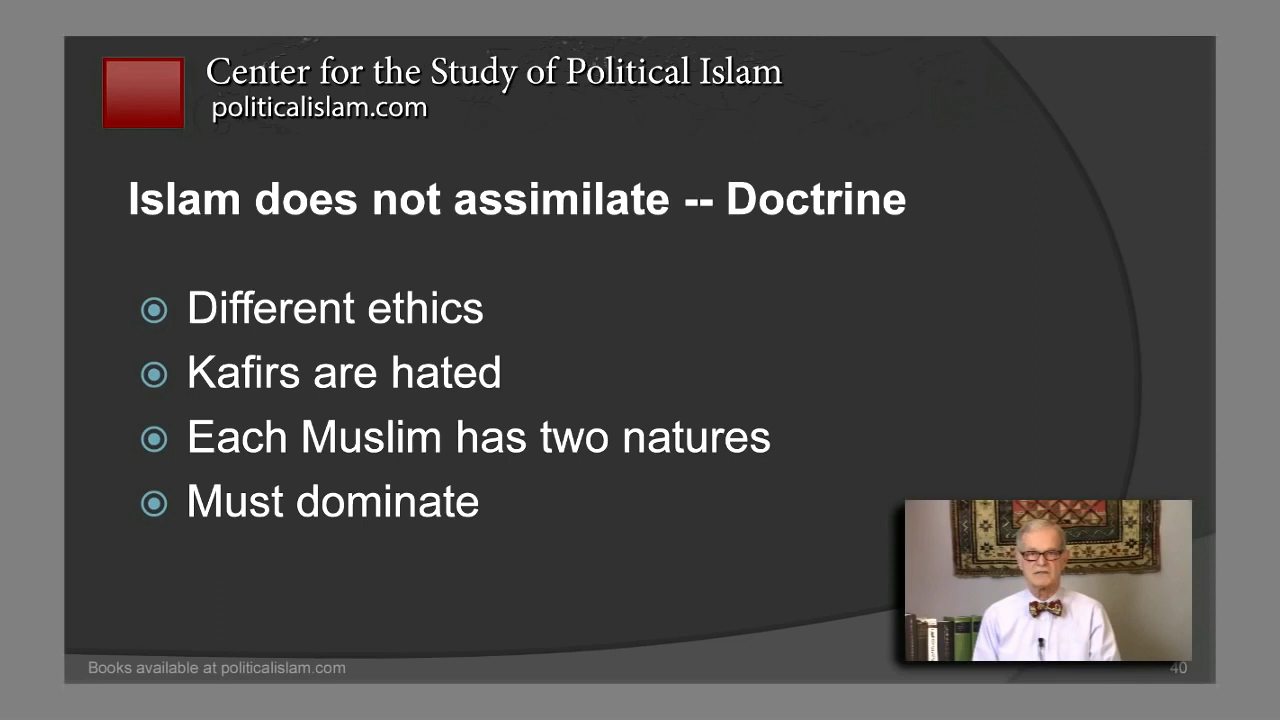 Center for the Study of Political Islam
politicalislam.com
Islam does not assimilate -- Doctrine
Different ethics
Kafirs are hated
Each Muslim has two natures
Must dominate
Books available at politicalislam.com
40